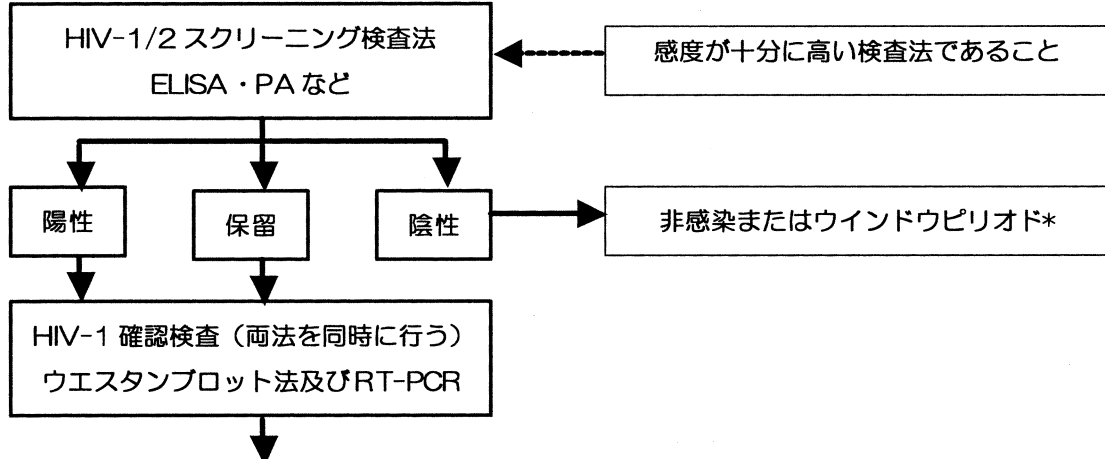 HIV-1/2 スクリーニング検査法
ELISA・PA など
感度が十分に高い検査法であること
陽性
保留
陰性
非感染またはウインドウピリオド*
HIV-1 確認検査（両法を同時に行う）
ウエスタンブロット法及びRT-PCR